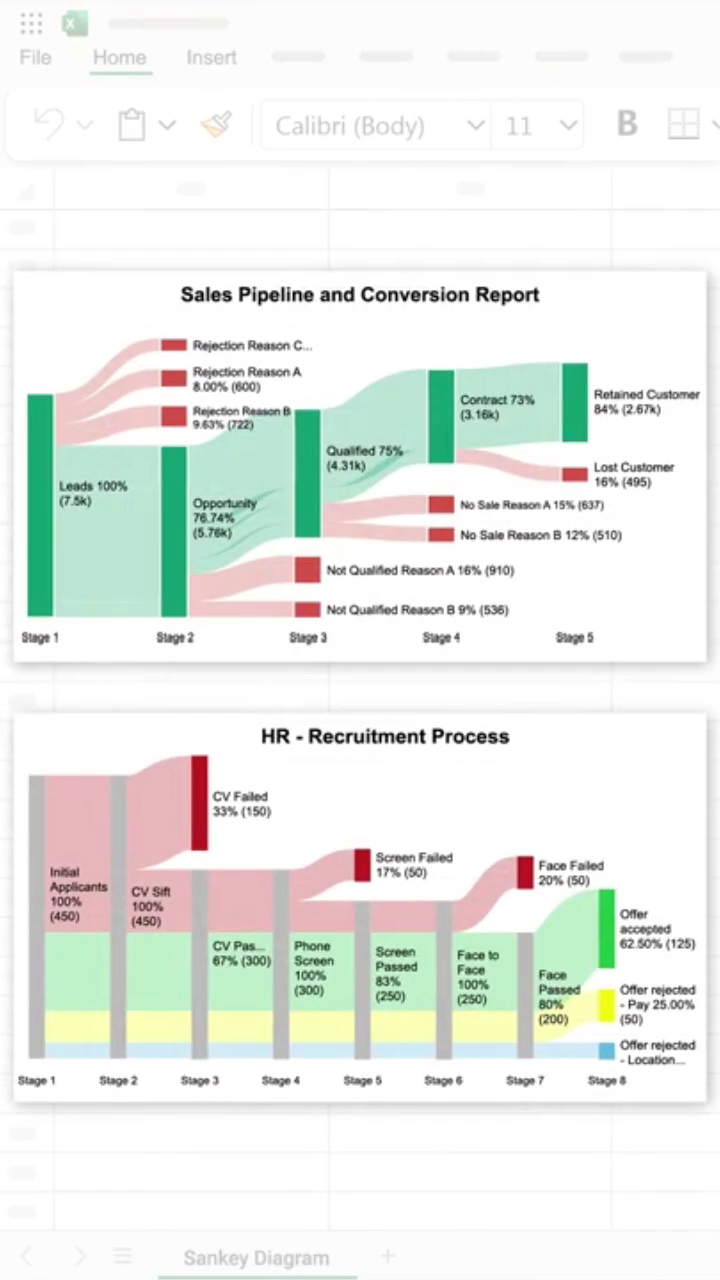 File
Home
Insert
Calibri (Body)
11
B
Sales Pipeline and Conversion Report
Rejection Reason C...
Rejection Reason A
8.00% (600)
Rejection Reason B
9.63% (722)
Leads 100%
(7.5k)
Opportunity
76.74%
(5.76k)
Qualified 75%
(4.31k)
Contract 73%
(3.16k)
Retained Customer
84% (2.67k)
Lost Customer
16% (495)
No Sale Reason A 15% (637)
No Sale Reason B 12% (510)
Not Qualified Reason A 16% (910)
Not Qualified Reason B 9% (536)
Stage 1
Stage 2
Stage 3
Stage 4
Stage 5
HR - Recruitment Process
CV Failed
33% (150)
Screen Failed
17% (50)
Face Failed
20% (50)
Initial
Applicants
100%
(450)
CV Sift
100%
(450)
CV Pas...
67% (300)
Phone
Screen
100%
(300)
Screen
Passed
83%
(250)
Face to
Face
100%
(250)
Face
Passed
80%
(200)
Offer
accepted
62.50% (125)
Offer rejected
- Pay 25.00%
(50)
Offer rejected
- Location...
Stage 1
Stage 2
Stage 3
Stage 4
Stage 5
Stage 6
Stage 7
Stage 8
Sankey Diagram